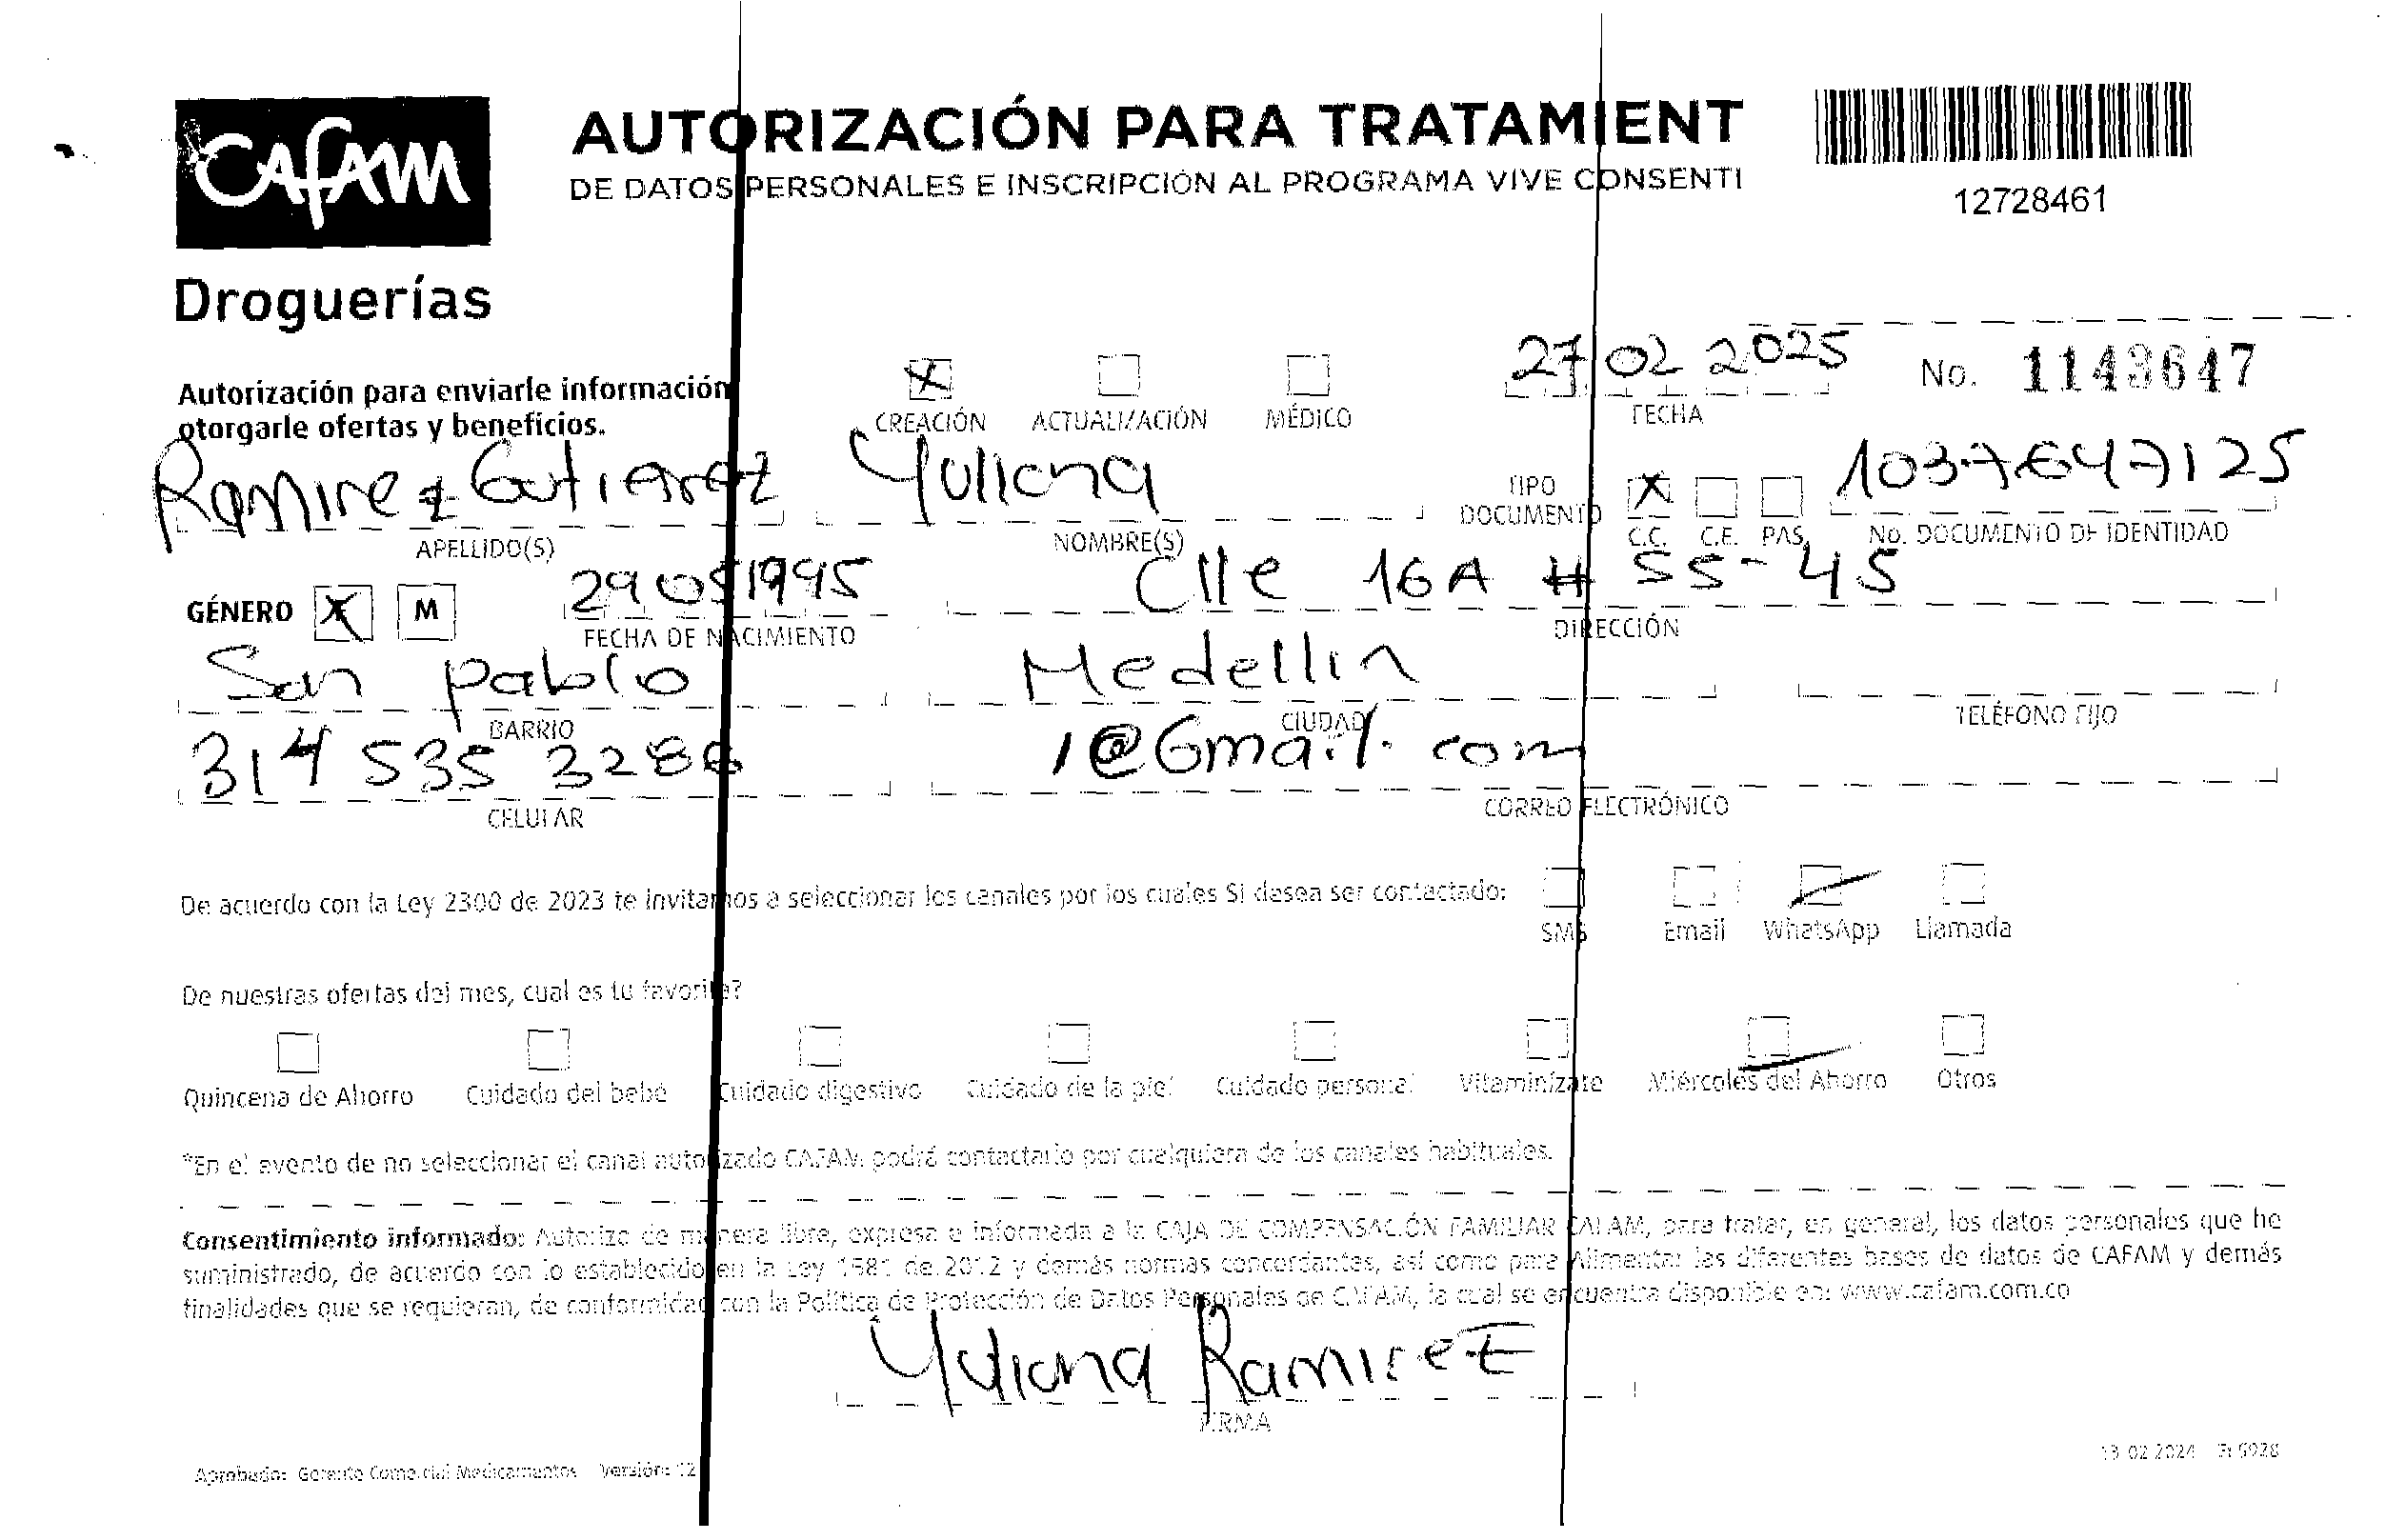 CAFAM
AUTORIZACIÓN PARA TRATAMIENT
DE DATOS PERSONALES E INSCRIPCIÓN AL PROGRAMA VIVE CONSENTI
12728461
Droguerías
Autorización para enviarle información
otorgarle ofertas y beneficios.
X CREACIÓN ACTUALIZACIÓN MÉDICO
27 02 2025
FECHA
No. 1143647
Ramirez Gutierrez
APELLIDO(S)
Yuliana
NOMBRE(S)
TIPO DOCUMENTO X C.C. C.E. PAS.
1037647125
No. DOCUMENTO DE IDENTIDAD
GÉNERO X M
29 05 1995
FECHA DE NACIMIENTO
Clle 16A # 55-45
DIRECCIÓN
San pablo
BARRIO
Medellin
CIUDAD
TELÉFONO FIJO
314 535 3286
CELULAR
1@Gmail.com
CORREO ELECTRÓNICO
De acuerdo con la Ley 2300 de 2023 te invitamos a seleccionar los canales por los cuales Si desea ser contactado:
SMS Email WhatsApp Llamada
De nuestras ofertas del mes, cual es tu favorita?
Quincena de Ahorro Cuidado del bebé Cuidado digestivo Cuidado de la piel Cuidado personal Vitamínizate Miércoles del Ahorro Otros
*En el evento de no seleccionar el canal autorizado CAFAM podrá contactarlo por cualquiera de los canales habituales.
Consentimiento informado: Autorizo de manera libre, expresa e informada a la CAJA DE COMPENSACIÓN FAMILIAR CAFAM, para tratar, en general, los datos personales que he
suministrado, de acuerdo con lo establecido en la Ley 1581 de 2012 y demás normas concordantes, así como para Alimentar las diferentes bases de datos de CAFAM y demás
finalidades que se requieran, de conformidad con la Política de Protección de Datos Personales de CAFAM, la cual se encuentra disponible en: www.cafam.com.co
Yuliana Ramirez
FIRMA
Aprobado: Gerente Comercial Medicamentos Versión: 12
13 02 2024